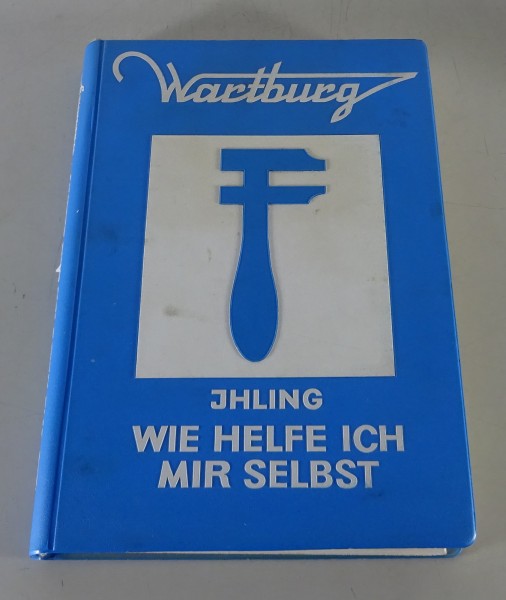 Wartburg
JHLING
WIE HELFE ICH
MIR SELBST